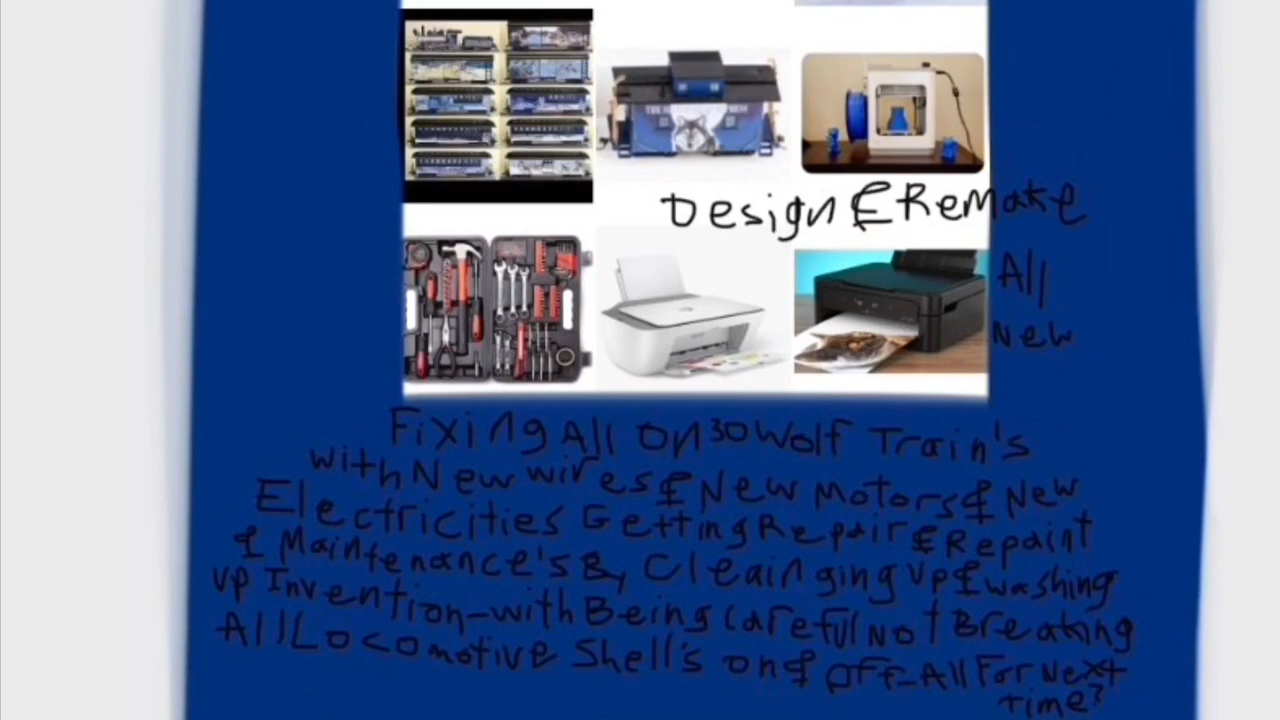 Design & Remake
All
New
Fixing All On30 Wolf Train's
with New wires & New Motors & New
Electricities Getting Repair & Repaint
& Maintenance's By Cleainging Up & washing
Up Invention-with Being Careful Not Breaking
All Locomotive Shell's on & off-All For Next
Time?